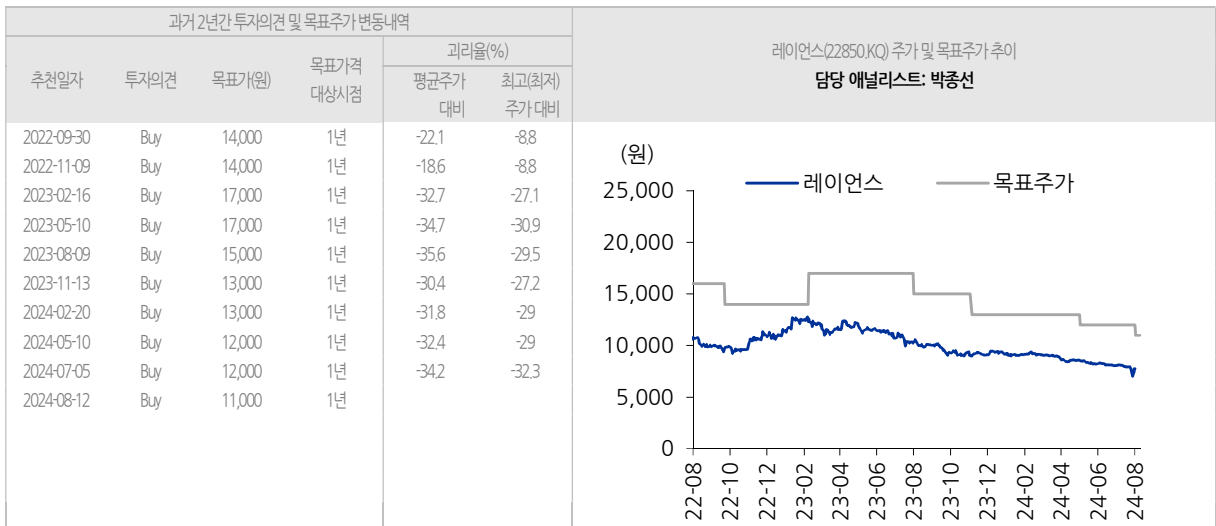 과거 2년간 투자의견 및 목표주가 변동내역
추천일자 투자의견 목표가(원) 목표가격 대상시점 괴리율(%)
평균주가 대비 최고(최저) 주가 대비
2022-09-30 Buy 14,000 1년 -22.1 -8.8
2022-11-09 Buy 14,000 1년 -18.6 -8.8
2023-02-16 Buy 17,000 1년 -32.7 -27.1
2023-05-10 Buy 17,000 1년 -34.7 -30.9
2023-08-09 Buy 15,000 1년 -35.6 -29.5
2023-11-13 Buy 13,000 1년 -30.4 -27.2
2024-02-20 Buy 13,000 1년 -31.8 -29
2024-05-10 Buy 12,000 1년 -32.4 -29
2024-07-05 Buy 12,000 1년 -34.2 -32.3
2024-08-12 Buy 11,000 1년
레이언스(22850.KQ) 주가 및 목표주가 추이
담당 애널리스트: 박종선
(원)
레이언스 목표주가
25,000
20,000
15,000
10,000
5,000
0
22-08 22-10 22-12 23-02 23-04 23-06 23-08 23-10 23-12 24-02 24-04 24-06 24-08